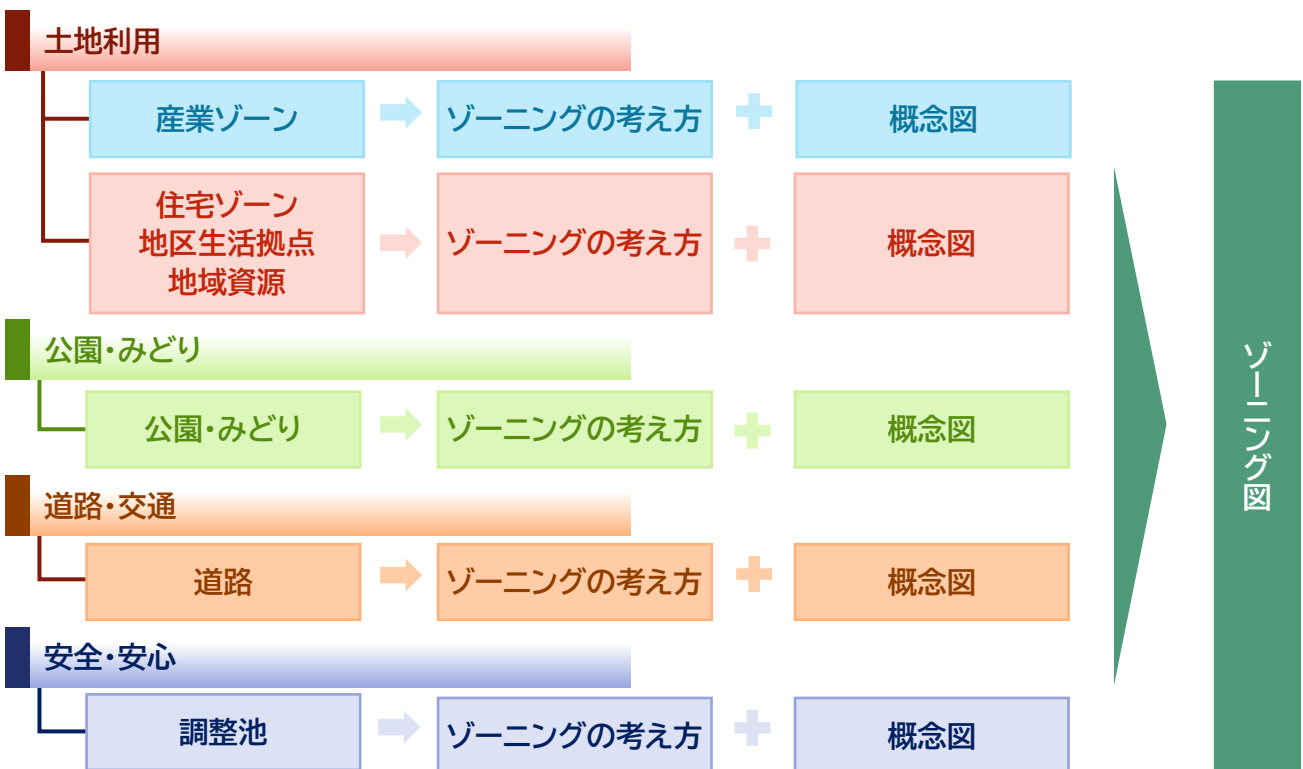 土地利用
産業ゾーン
ゾーニングの考え方
概念図
住宅ゾーン
地区生活拠点
地域資源
ゾーニングの考え方
概念図
公園・みどり
公園・みどり
ゾーニングの考え方
概念図
道路・交通
道路
ゾーニングの考え方
概念図
安全・安心
調整池
ゾーニングの考え方
概念図
ゾーニング図